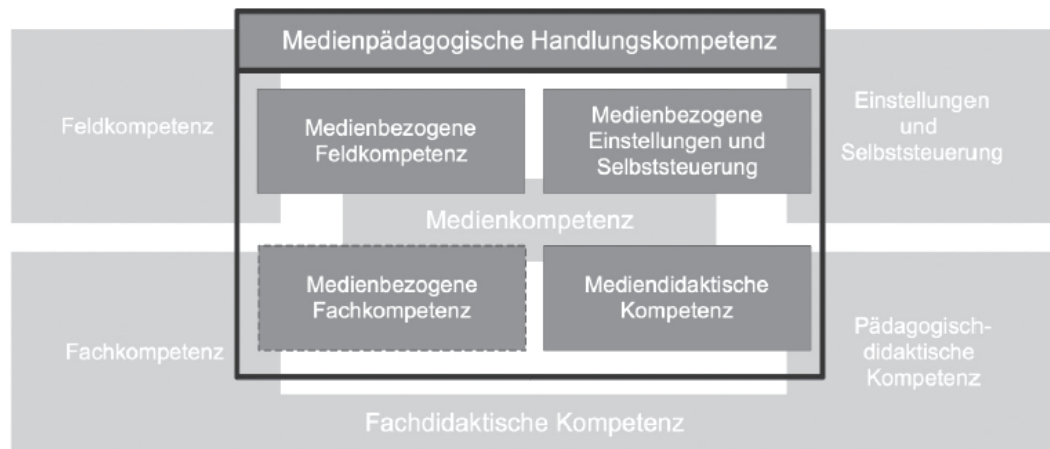 Medienpädagogische Handlungskompetenz
Feldkompetenz
Medienbezogene
Feldkompetenz
Medienbezogene
Einstellungen und
Selbststeuerung
Einstellungen
und
Selbststeuerung
Medienkompetenz
Fachkompetenz
Medienbezogene
Fachkompetenz
Mediendidaktische
Kompetenz
Pädagogisch-
didaktische
Kompetenz
Fachdidaktische Kompetenz